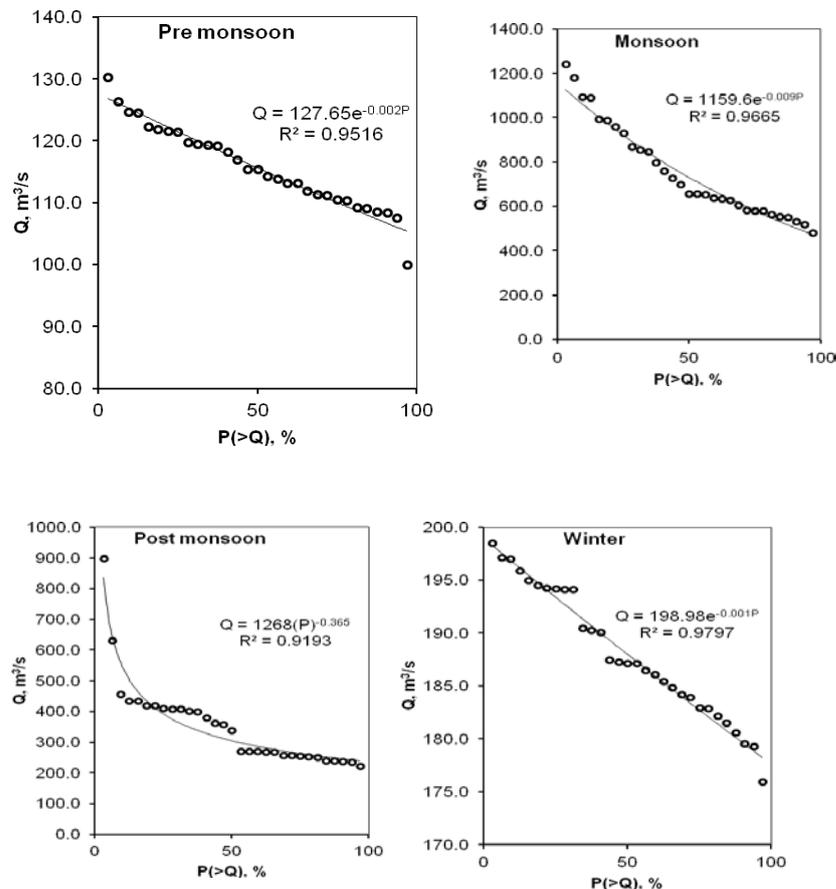 Pre monsoon
140.0
130.0
120.0
110.0
100.0
90.0
80.0
Q, m³/s
Q = 127.65e^-0.002P
R² = 0.9516
0 50 100
P(>Q), %
Monsoon
1400.0
1200.0
1000.0
800.0
600.0
400.0
200.0
0.0
Q, m³/s
Q = 1159.6e^-0.009P
R² = 0.9665
0 50 100
P(>Q), %
Post monsoon
1000.0
900.0
800.0
700.0
600.0
500.0
400.0
300.0
200.0
100.0
0.0
Q, m³/s
Q = 1268(P)^-0.365
R² = 0.9193
0 50 100
P(>Q), %
Winter
200.0
195.0
190.0
185.0
180.0
175.0
170.0
Q, m³/s
Q = 198.98e^-0.001P
R² = 0.9797
0 50 100
P(>Q), %